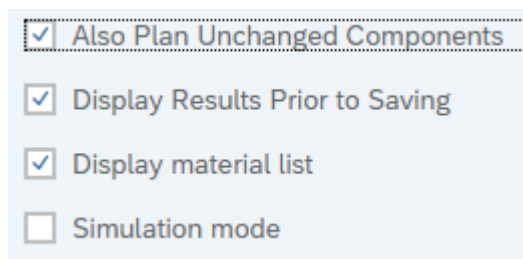 Also Plan Unchanged Components
Display Results Prior to Saving
Display material list
Simulation mode